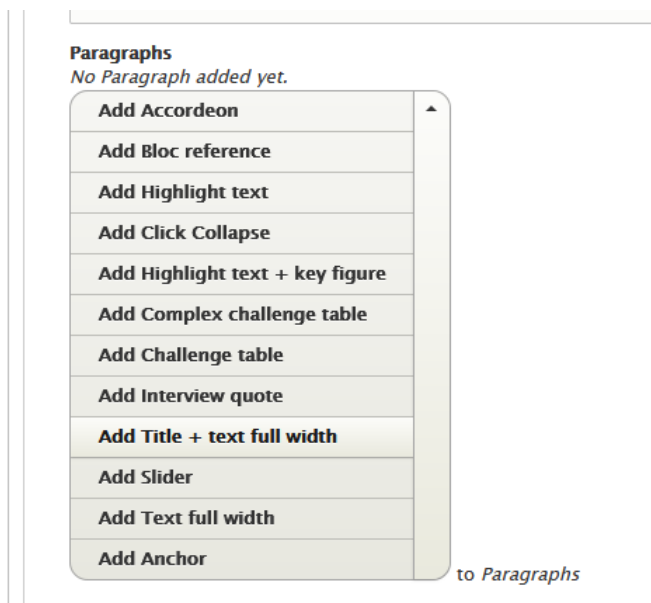 Paragraphs
No Paragraph added yet.
Add Accordeon
Add Bloc reference
Add Highlight text
Add Click Collapse
Add Highlight text + key figure
Add Complex challenge table
Add Challenge table
Add Interview quote
Add Title + text full width
Add Slider
Add Text full width
Add Anchor
to Paragraphs